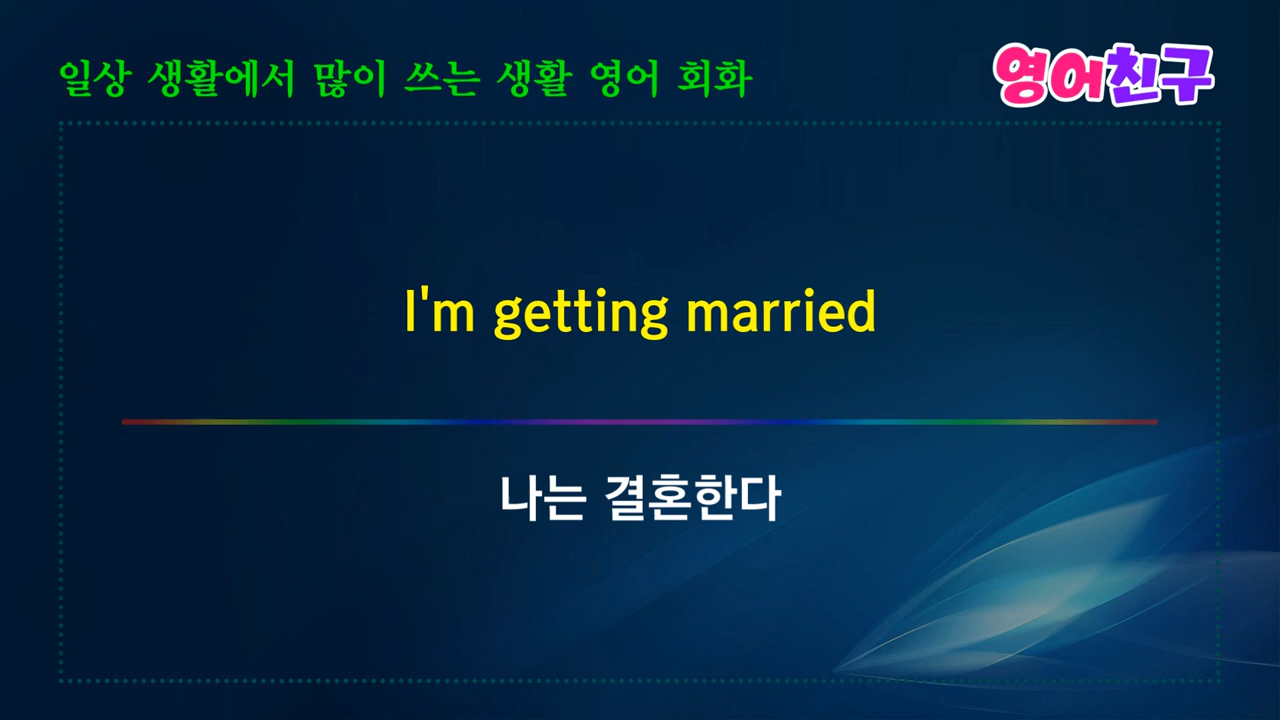 일상 생활에서 많이 쓰는 생활 영어 회화
영어친구
I'm getting married
나는 결혼한다